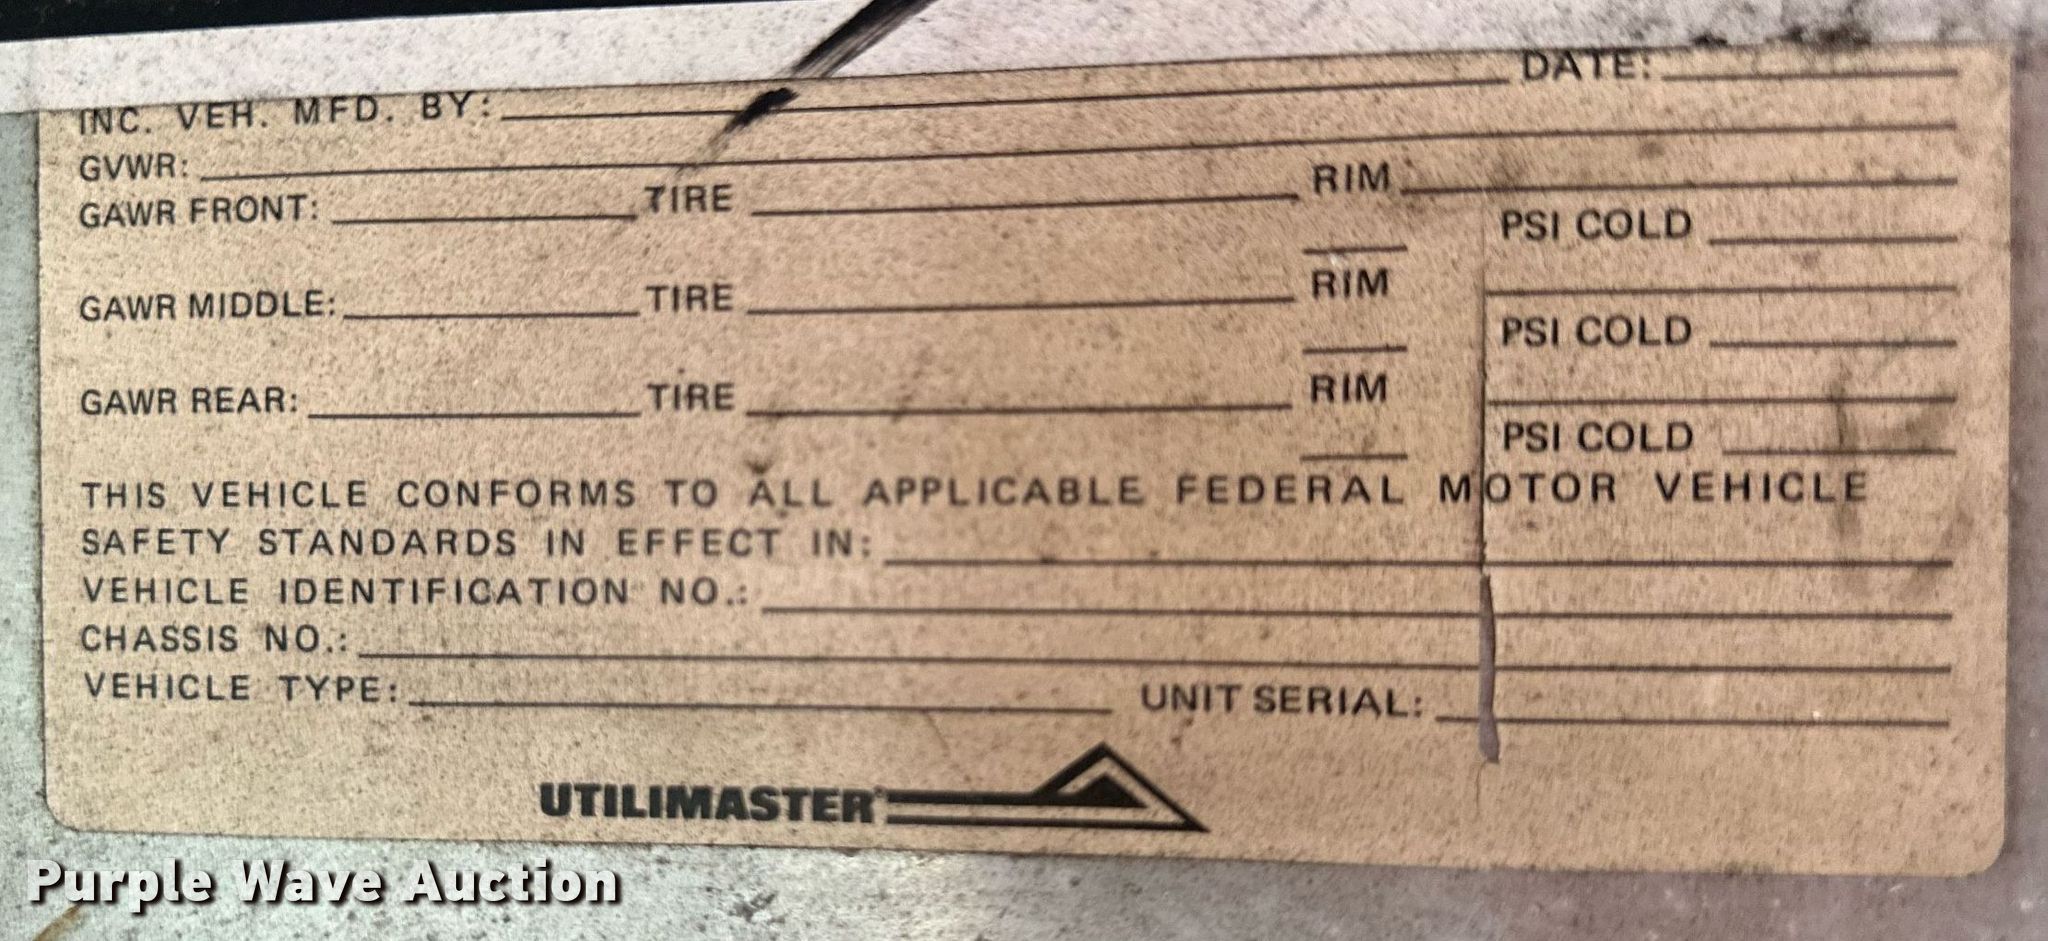 INC. VEH. MFD. BY: DATE:
GVWR:
GAWR FRONT: TIRE RIM
PSI COLD
GAWR MIDDLE: TIRE RIM
PSI COLD
GAWR REAR: TIRE RIM
PSI COLD
THIS VEHICLE CONFORMS TO ALL APPLICABLE FEDERAL MOTOR VEHICLE
SAFETY STANDARDS IN EFFECT IN:
VEHICLE IDENTIFICATION NO.:
CHASSIS NO.:
VEHICLE TYPE: UNIT SERIAL:
UTILIMASTER
Purple Wave Auction